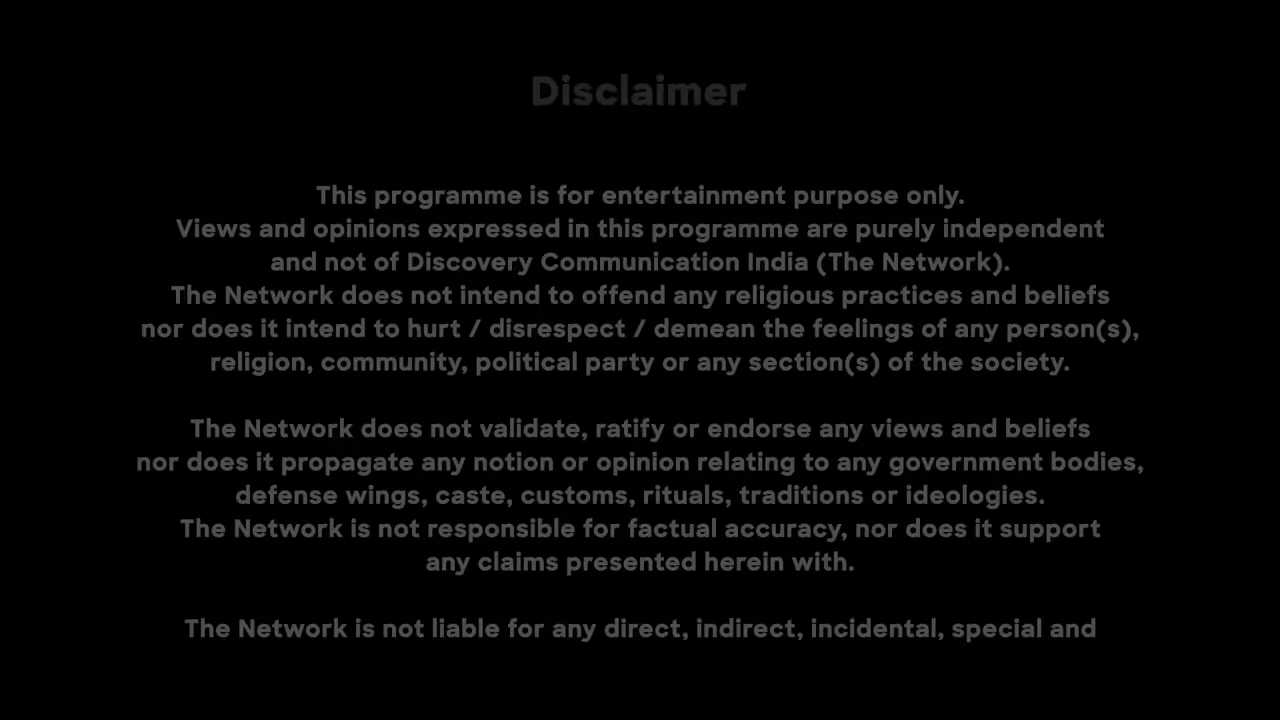 Disclaimer
This programme is for entertainment purpose only.
Views and opinions expressed in this programme are purely independent
and not of Discovery Communication India (The Network).
The Network does not intend to offend any religious practices and beliefs
nor does it intend to hurt / disrespect / demean the feelings of any person(s),
religion, community, political party or any section(s) of the society.
The Network does not validate, ratify or endorse any views and beliefs
nor does it propagate any notion or opinion relating to any government bodies,
defense wings, caste, customs, rituals, traditions or ideologies.
The Network is not responsible for factual accuracy, nor does it support
any claims presented herein with.
The Network is not liable for any direct, indirect, incidental, special and